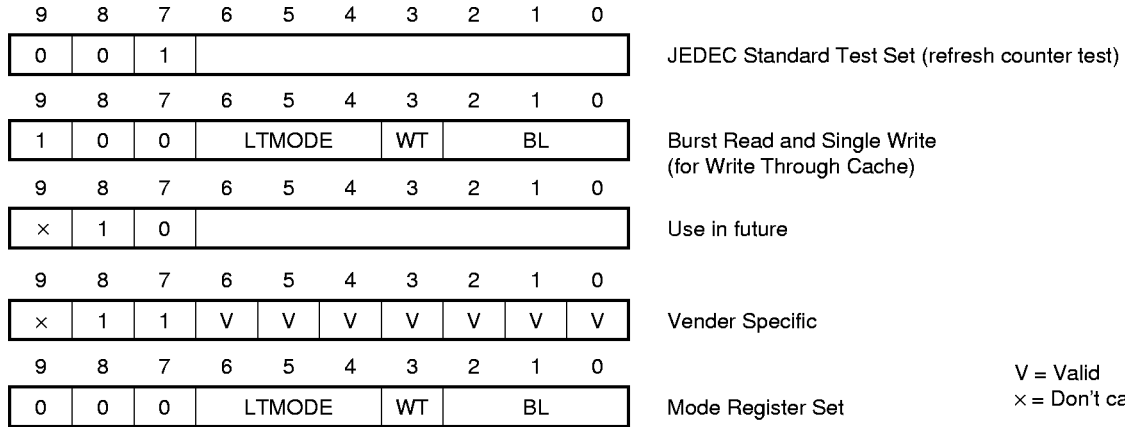 9 8 7 6 5 4 3 2 1 0
0 0 1 JEDEC Standard Test Set (refresh counter test)
9 8 7 6 5 4 3 2 1 0
1 0 0 LTMODE WT BL Burst Read and Single Write
(for Write Through Cache)
9 8 7 6 5 4 3 2 1 0
× 1 0 Use in future
9 8 7 6 5 4 3 2 1 0
× 1 1 V V V V V V V Vender Specific
9 8 7 6 5 4 3 2 1 0
V = Valid
0 0 0 LTMODE WT BL Mode Register Set
× = Don't